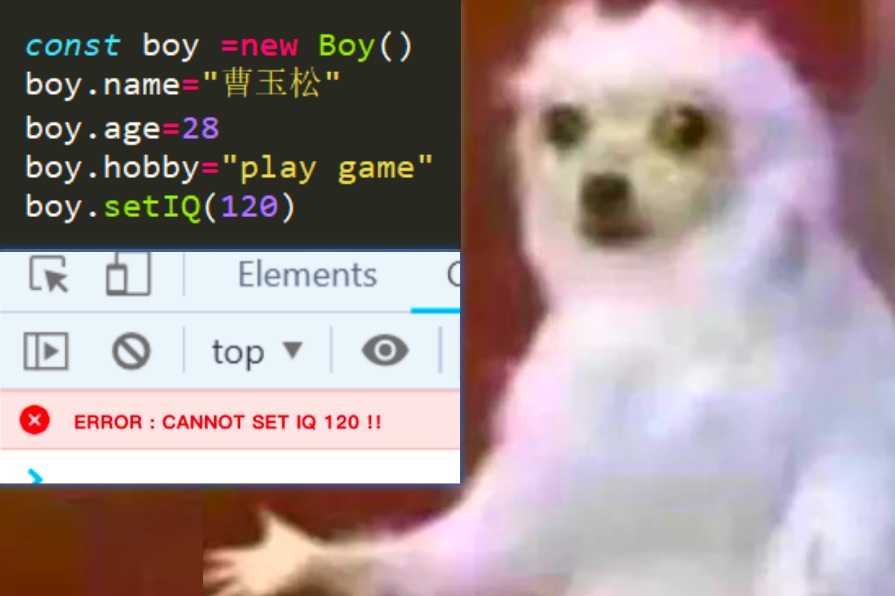 const boy =new Boy()
boy.name="曹玉松"
boy.age=28
boy.hobby="play game"
boy.setIQ(120)
Elements
top ▼
ERROR : CANNOT SET IQ 120 !!